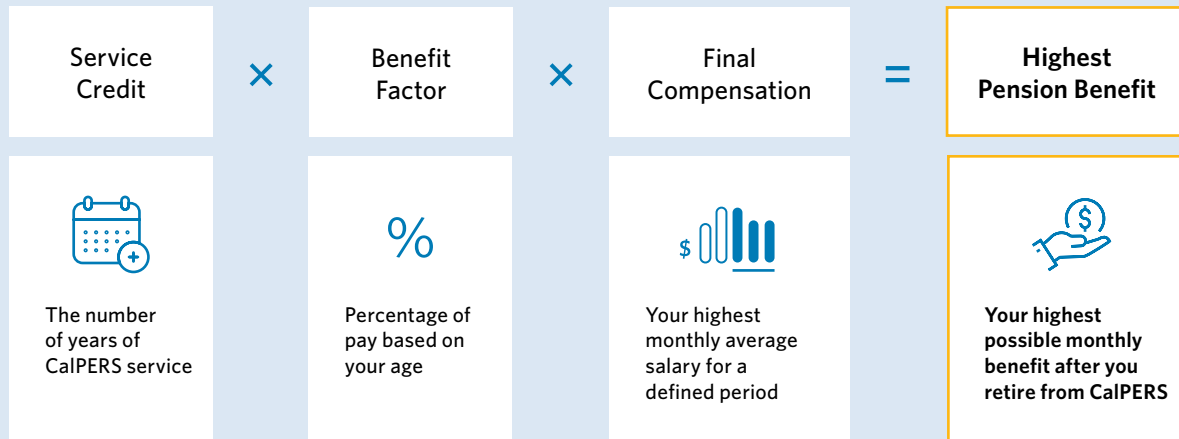 Service
Credit
×
Benefit
Factor
×
Final
Compensation
=
Highest
Pension Benefit
The number
of years of
CalPERS service
%
Percentage of
pay based on
your age
$
Your highest
monthly average
salary for a
defined period
$
Your highest
possible monthly
benefit after you
retire from CalPERS